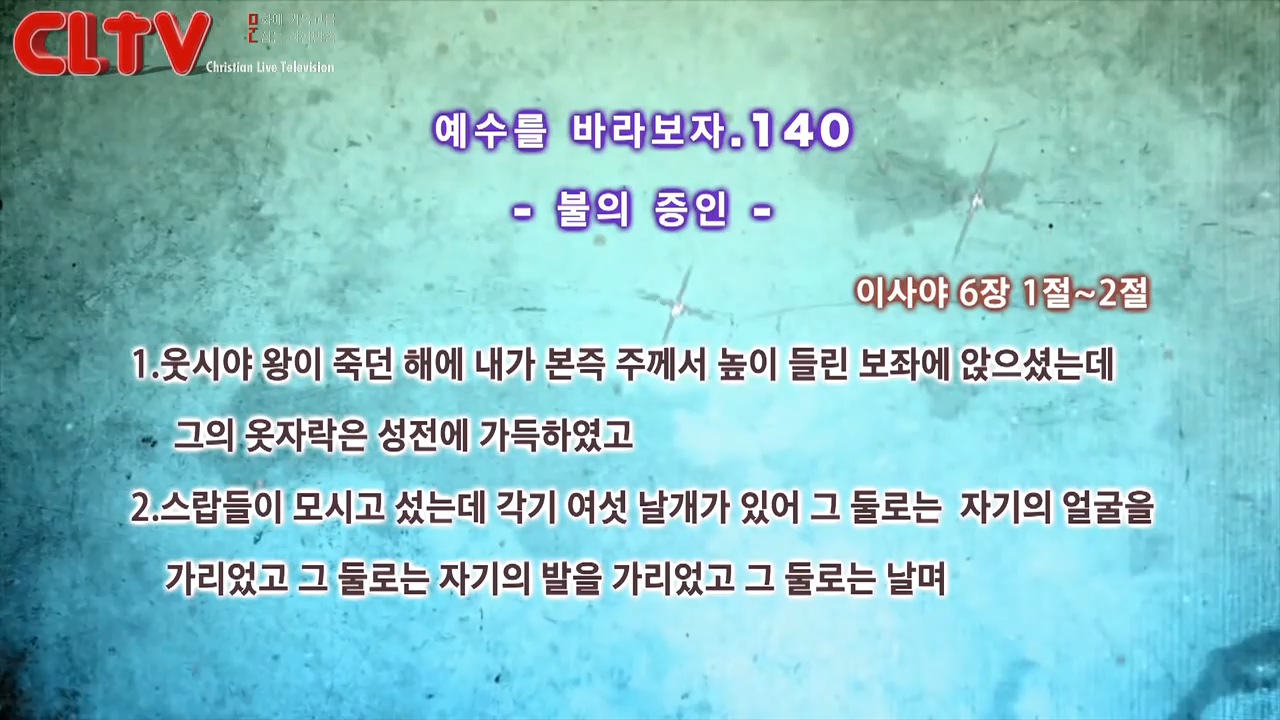 CLTV
Christian Live Television
예수를 바라보자.140
- 불의 증인 -
이사야 6장 1절~2절
1.웃시야 왕이 죽던 해에 내가 본즉 주께서 높이 들린 보좌에 앉으셨는데
그의 옷자락은 성전에 가득하였고
2.스랍들이 모시고 섰는데 각기 여섯 날개가 있어 그 둘로는 자기의 얼굴을
가리었고 그 둘로는 자기의 발을 가리었고 그 둘로는 날며